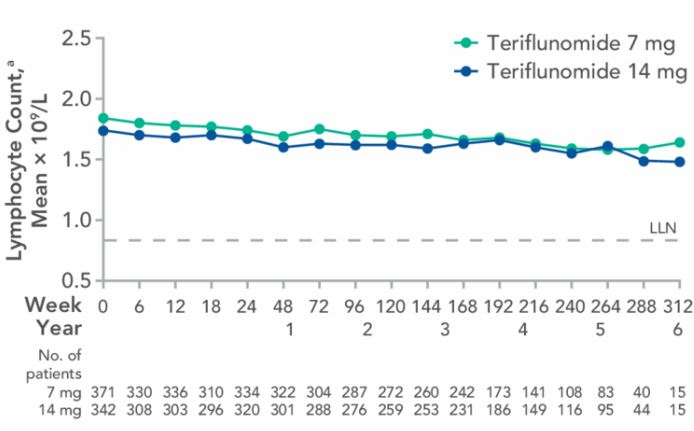 2.5
Teriflunomide 7 mg
Teriflunomide 14 mg
Lymphocyte Count,ᵃ
Mean × 10⁹/L
2.0
1.5
1.0
LLN
0.5
Week 0 6 12 18 24 48 72 96 120 144 168 192 216 240 264 288 312
Year 1 2 3 4 5 6
No. of
patients
7 mg 371 330 336 310 334 322 304 287 272 260 242 173 141 108 83 40 15
14 mg 342 308 303 296 320 301 288 276 259 253 231 186 149 116 95 44 15